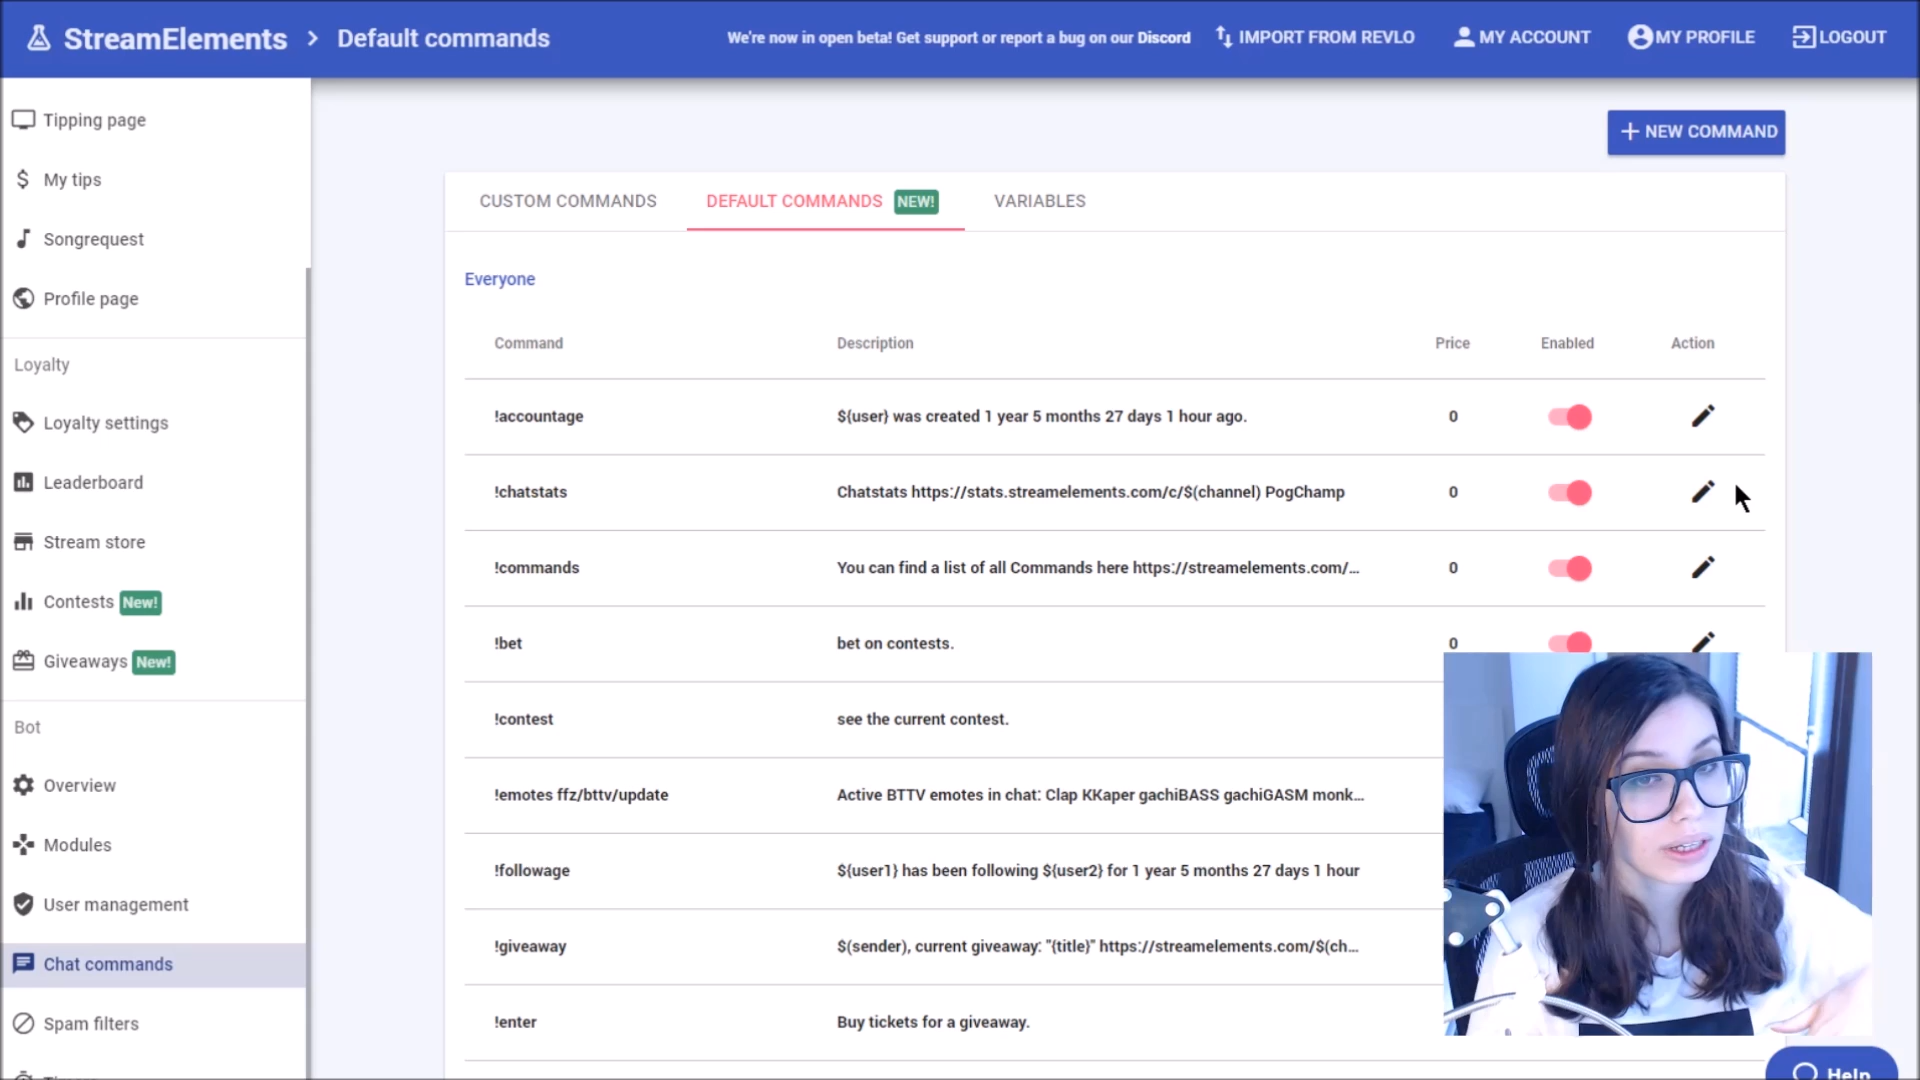 StreamElements > Default commands
We're now in open beta! Get support or report a bug on our Discord
IMPORT FROM REVLO
MY ACCOUNT
MY PROFILE
LOGOUT
Tipping page
My tips
Songrequest
Profile page
Loyalty
Loyalty settings
Leaderboard
Stream store
Contests New!
Giveaways New!
Bot
Overview
Modules
User management
Chat commands
Spam filters
+ NEW COMMAND
CUSTOM COMMANDS DEFAULT COMMANDS NEW! VARIABLES
Everyone
Command Description Price Enabled Action
!accountage ${user} was created 1 year 5 months 27 days 1 hour ago. 0
!chatstats Chatstats https://stats.streamelements.com/c/$(channel) PogChamp 0
!commands You can find a list of all Commands here https://streamelements.com/... 0
!bet bet on contests. 0
!contest see the current contest.
!emotes ffz/bttv/update Active BTTV emotes in chat: Clap KKaper gachiBASS gachiGASM monk...
!followage ${user1} has been following ${user2} for 1 year 5 months 27 days 1 hour
!giveaway $(sender), current giveaway: "{title}" https://streamelements.com/$(ch...
!enter Buy tickets for a giveaway.
Help